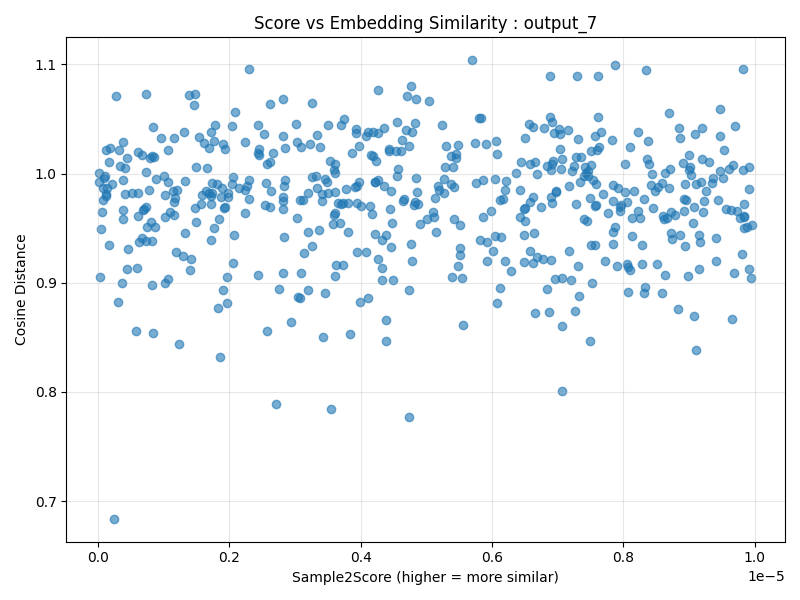 Score vs Embedding Similarity : output_7
Cosine Distance
1.1
1.0
0.9
0.8
0.7
0.0
0.2
0.4
0.6
0.8
1.0
1e−5
Sample2Score (higher = more similar)